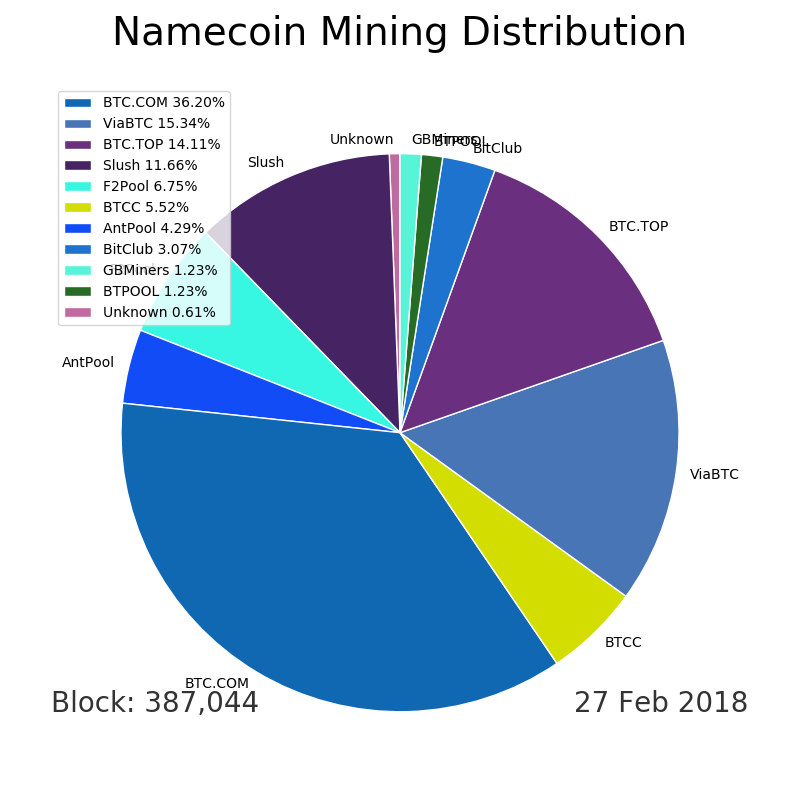 Namecoin Mining Distribution
BTC.COM 36.20%
ViaBTC 15.34%
BTC.TOP 14.11%
Slush 11.66%
F2Pool 6.75%
BTCC 5.52%
AntPool 4.29%
BitClub 3.07%
GBMiners 1.23%
BTPOOL 1.23%
Unknown 0.61%
Unknown
GBMiners
BTPOOL
BitClub
Slush
BTC.TOP
AntPool
ViaBTC
BTCC
BTC.COM
Block: 387,044
27 Feb 2018